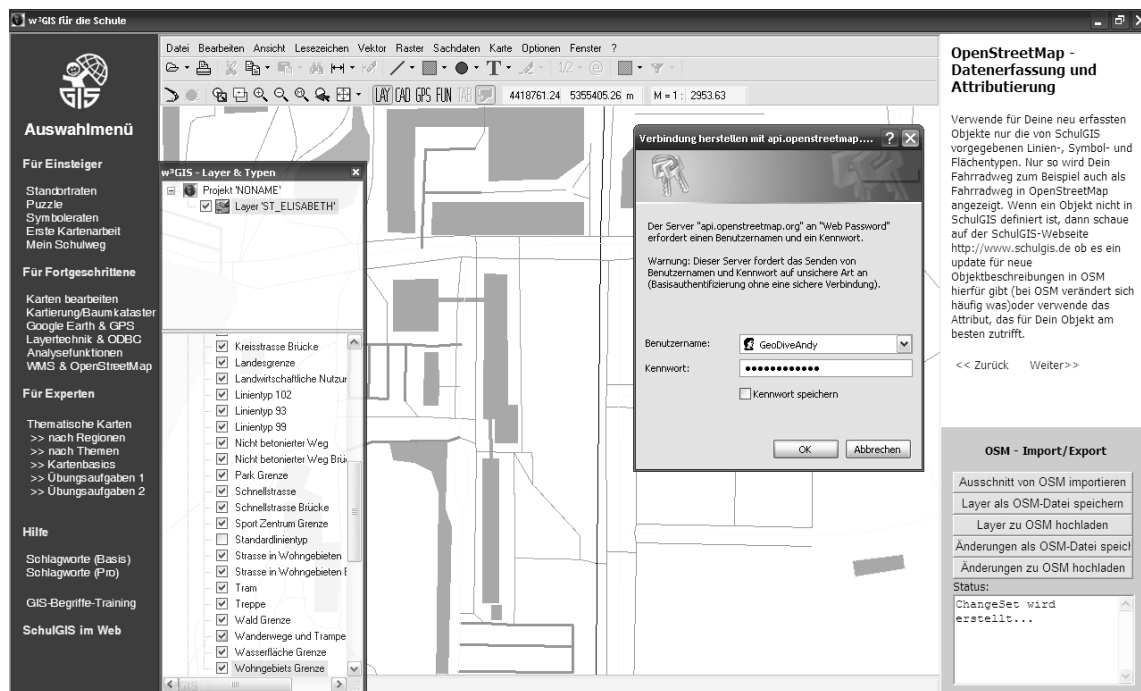 w³GIS für die Schule
GIS
Auswahlmenü
Für Einsteiger
Standortraten
Puzzle
Symboleraten
Erste Kartenarbeit
Mein Schulweg
Für Fortgeschrittene
Karten bearbeiten
Kartierung/Baumkataster
Google Earth & GPS
Layertechnik & ODBC
Analysefunktionen
WMS & OpenStreetMap
Für Experten
Thematische Karten
>> nach Regionen
>> nach Themen
>> Kartenbasics
>> Übungsaufgaben 1
>> Übungsaufgaben 2
Hilfe
Schlagworte (Basis)
Schlagworte (Pro)
GIS-Begriffe-Training
SchulGIS im Web
Datei Bearbeiten Ansicht Lesezeichen Vektor Raster Sachdaten Karte Optionen Fenster ?
T 1/2 @
LAY CAD GPS FUN TAB 4418761.24 5355405.26 m M = 1 : 2953.63
w³GIS - Layer & Typen
Projekt 'NONAME'
Layer 'ST_ELISABETH'
Kreisstrasse Brücke
Landesgrenze
Landwirtschaftliche Nutzur
Linientyp 102
Linientyp 93
Linientyp 99
Nicht betonierter Weg
Nicht betonierter Weg Brü
Park Grenze
Schnellstrasse
Schnellstrasse Brücke
Sport Zentrum Grenze
Standardlinientyp
Strasse in Wohngebieten
Strasse in Wohngebieten B
Tram
Treppe
Wald Grenze
Wanderwege und Trampe
Wasserfläche Grenze
Wohngebiets Grenze
GIS
Verbindung herstellen mit api.openstreetmap....
Der Server "api.openstreetmap.org" an "Web Password"
erfordert einen Benutzernamen und ein Kennwort.
Warnung: Dieser Server fordert das Senden von
Benutzernamen und Kennwort auf unsichere Art an
(Basisauthentifizierung ohne eine sichere Verbindung).
Benutzername: GeoDiveAndy
Kennwort: ●●●●●●●●●●●●
Kennwort speichern
OK Abbrechen
OpenStreetMap -
Datenerfassung und
Attributierung
Verwende für Deine neu erfassten
Objekte nur die von SchulGIS
vorgegebenen Linien-, Symbol- und
Flächentypen. Nur so wird Dein
Fahrradweg zum Beispiel auch als
Fahrradweg in OpenStreetMap
angezeigt. Wenn ein Objekt nicht in
SchulGIS definiert ist, dann schaue
auf der SchulGIS-Webseite
http://www.schulgis.de ob es ein
update für neue
Objektbeschreibungen in OSM
hierfür gibt (bei OSM verändert sich
häufig was)oder verwende das
Attribut, das für Dein Objekt am
besten zutrifft.
<< Zurück Weiter>>
OSM - Import/Export
Ausschnitt von OSM importieren
Layer als OSM-Datei speichern
Layer zu OSM hochladen
Änderungen als OSM-Datei speich
Änderungen zu OSM hochladen
Status:
ChangeSet wird
erstellt...